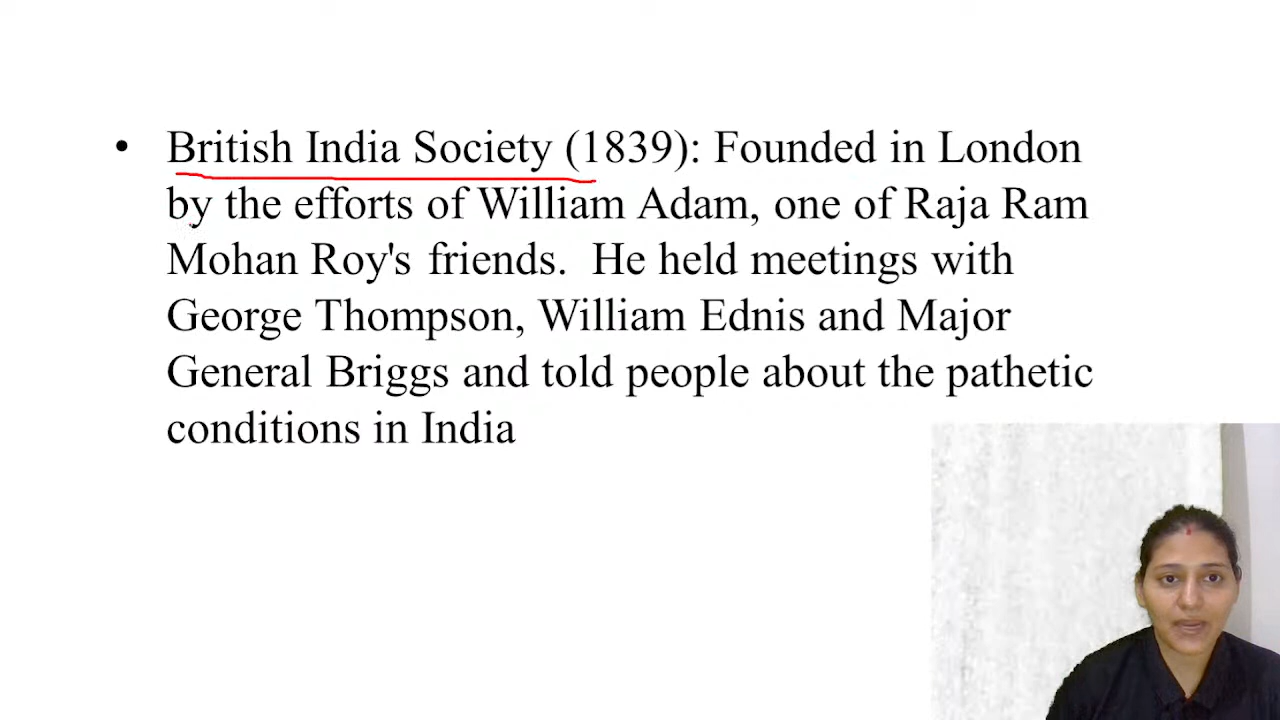 • British India Society (1839): Founded in London
by the efforts of William Adam, one of Raja Ram
Mohan Roy's friends. He held meetings with
George Thompson, William Ednis and Major
General Briggs and told people about the pathetic
conditions in India